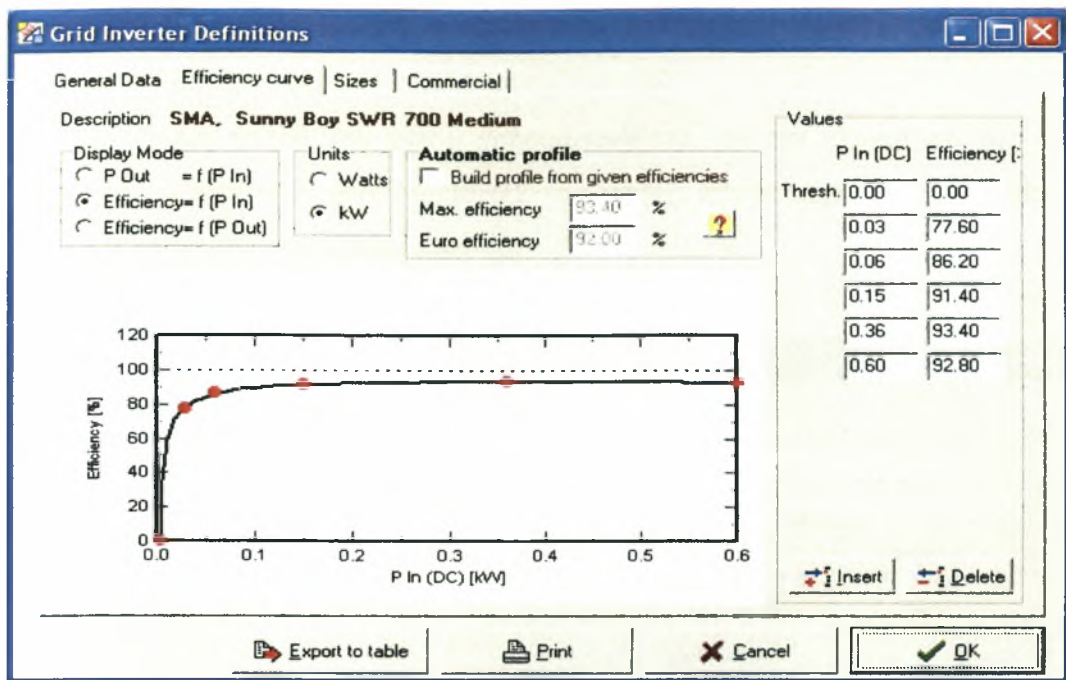 Grid Inverter Definitions
General Data Efficiency curve Sizes Commercial
Description SMA, Sunny Boy SWR 700 Medium
Display Mode
P Out = f (P In)
Efficiency= f (P In)
Efficiency= f (P Out)
Units
Watts
kW
Automatic profile
Build profile from given efficiencies
Max. efficiency 93.40 %
Euro efficiency 92.00 %
?
Values
P In (DC) Efficiency [
Thresh. 0.00 0.00
0.03 77.60
0.06 86.20
0.15 91.40
0.36 93.40
0.60 92.80
120
100
80
60
40
20
0
Efficiency [%]
0.0 0.1 0.2 0.3 0.4 0.5 0.6
P In (DC) [kW]
Insert Delete
Export to table Print Cancel OK